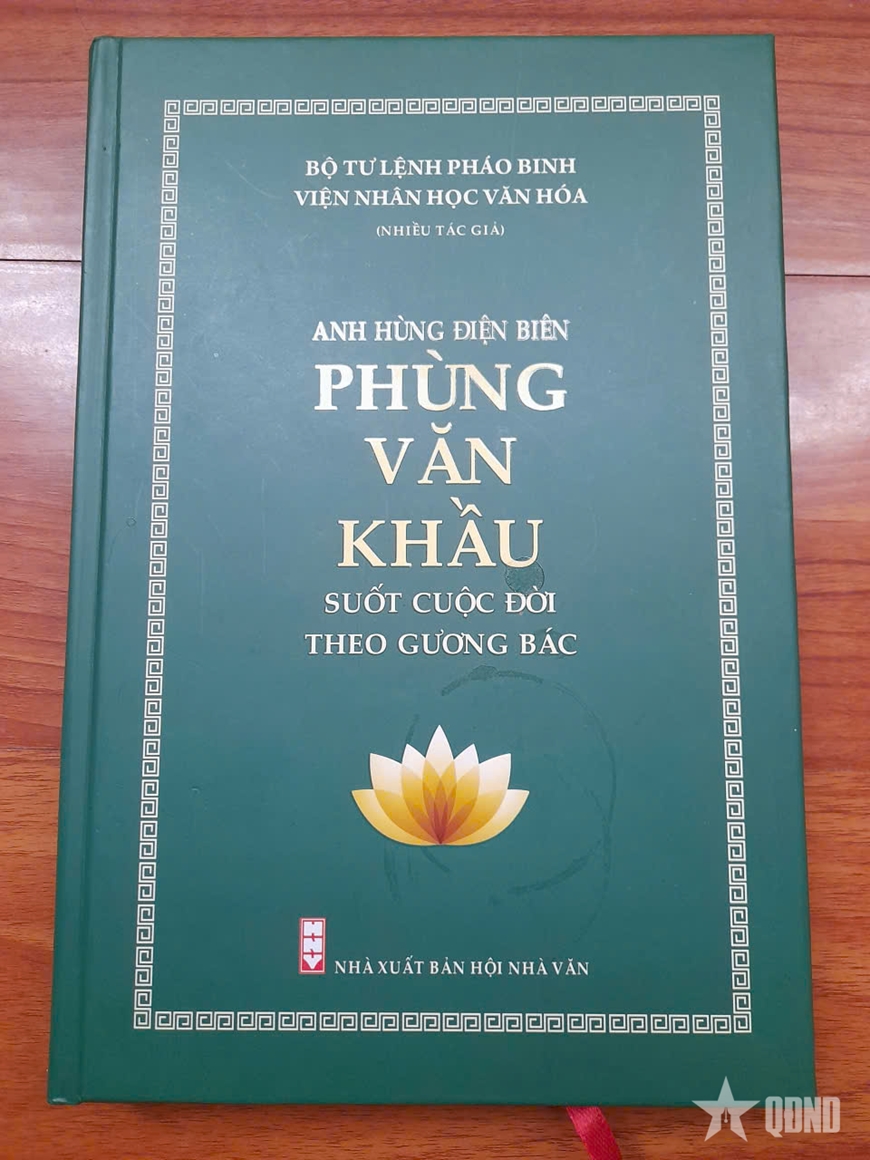 BỘ TƯ LỆNH PHÁO BINH
VIỆN NHÂN HỌC VĂN HÓA
(NHIỀU TÁC GIẢ)
ANH HÙNG ĐIỆN BIÊN
PHÙNG
VĂN
KHẦU
SUỐT CUỘC ĐỜI
THEO GƯƠNG BÁC
HNV
NHÀ XUẤT BẢN HỘI NHÀ VĂN
QĐND